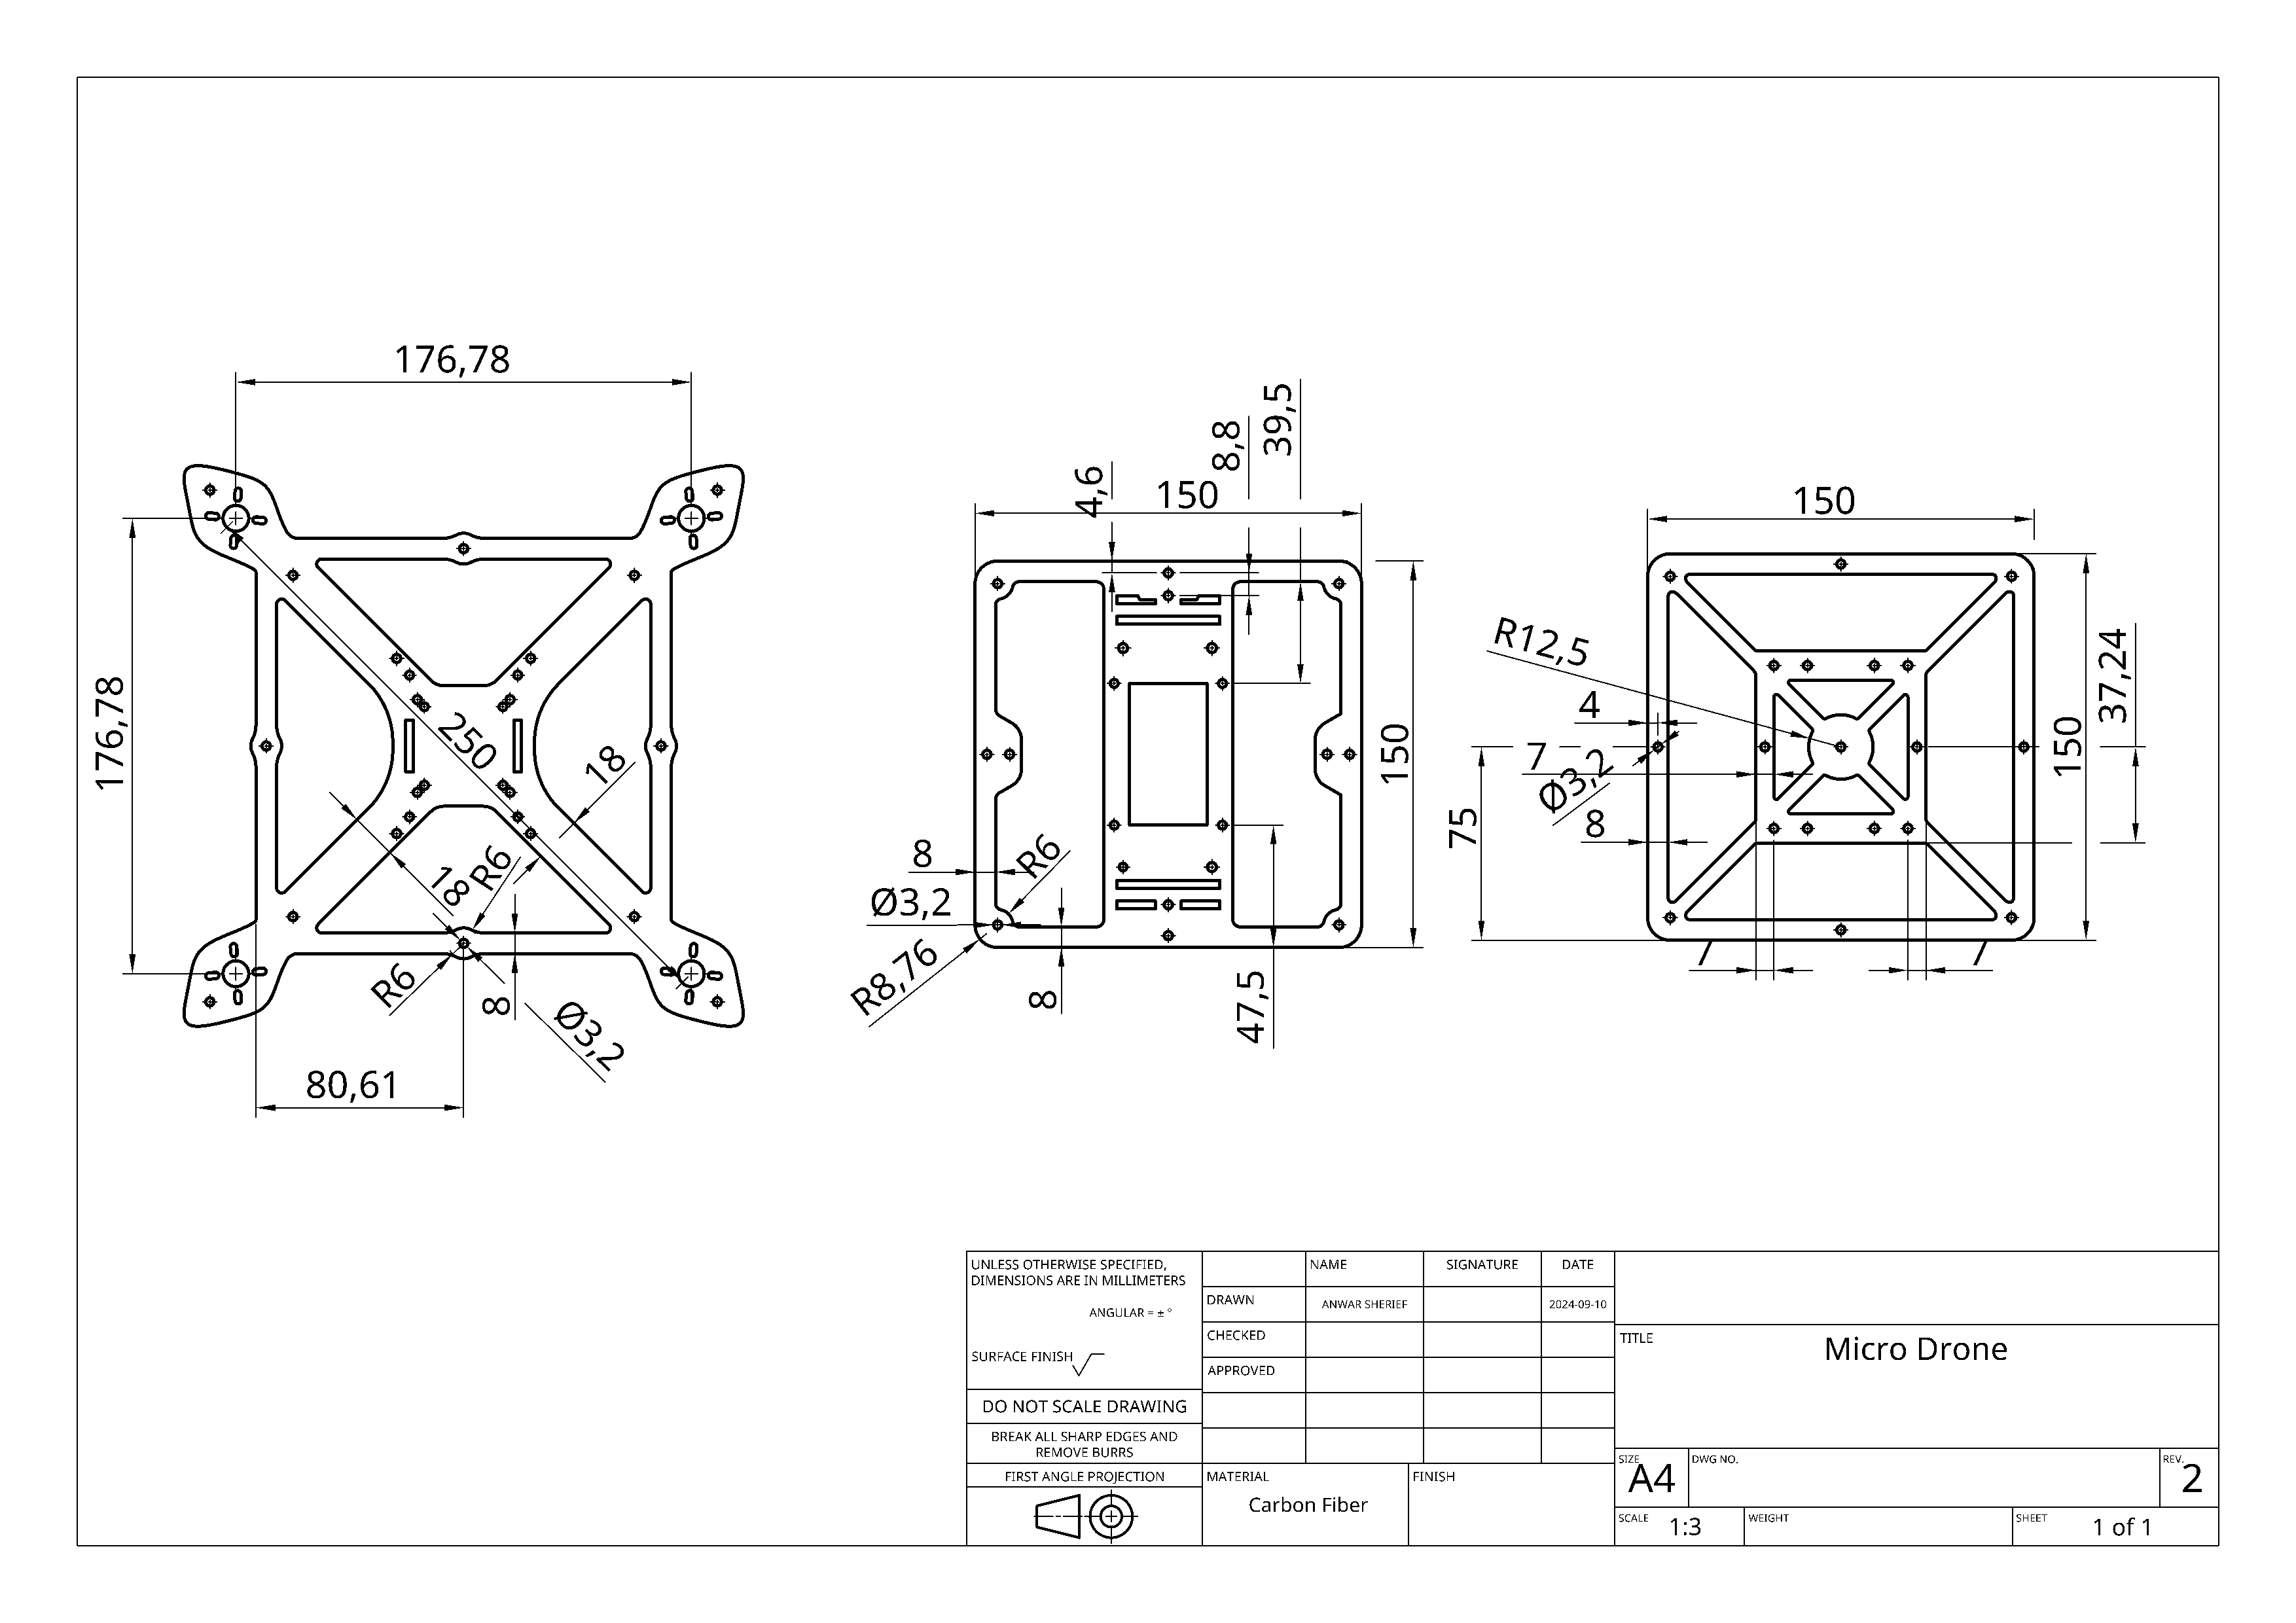 176,78
176,78
250
18
18
R6
R6
8
Ø3,2
80,61
39,5
8,8
4,6
150
150
8
R6
Ø3,2
R8,76
8
47,5
150
R12,5
37,24
4
150
7
Ø3,2
75
8
7
7
UNLESS OTHERWISE SPECIFIED,
DIMENSIONS ARE IN MILLIMETERS
ANGULAR = ± °
SURFACE FINISH
DO NOT SCALE DRAWING
BREAK ALL SHARP EDGES AND
REMOVE BURRS
FIRST ANGLE PROJECTION
NAME SIGNATURE DATE
DRAWN ANWAR SHERIEF 2024-09-10
CHECKED
APPROVED
MATERIAL
Carbon Fiber
FINISH
TITLE
Micro Drone
SIZE
A4
DWG NO.
REV.
2
SCALE 1:3
WEIGHT
SHEET 1 of 1